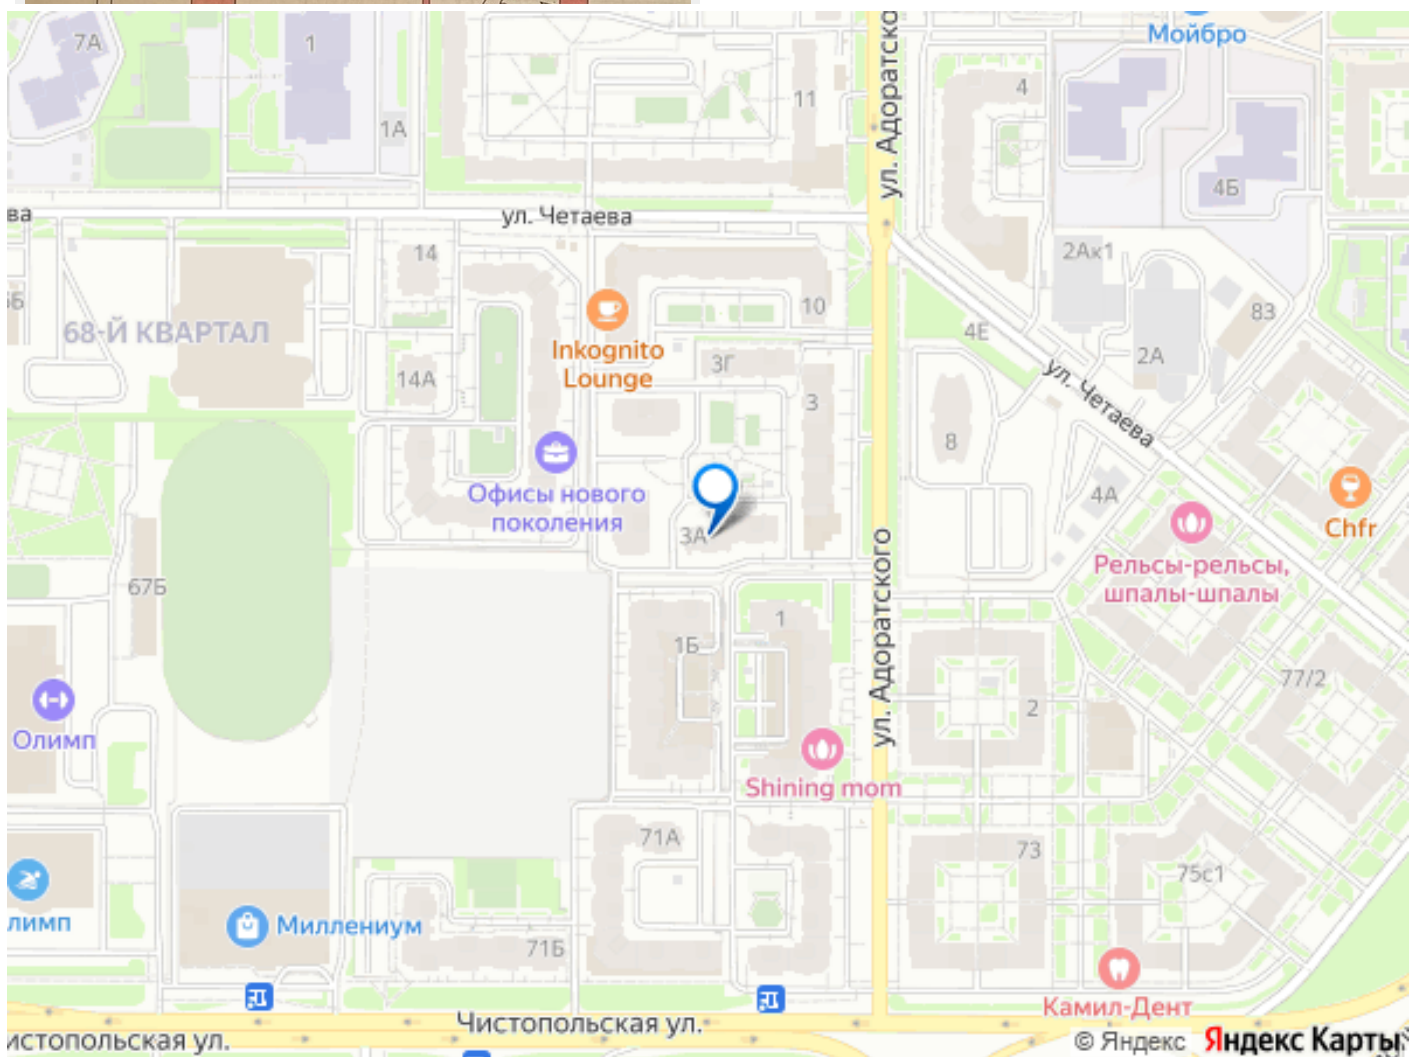 7А
1
1А
11
ул. Адоратско
4
Мойбро
4Б
ва
ул. Четаева
14
2Ак1
83
10
4Е
2А
68-Й КВАРТАЛ
Inkognito
Lounge
14А
3Г
3
ул. Четаева
8
4А
Офисы нового
поколения
3А
Рельсы-рельсы,
шпалы-шпалы
Chfr
67Б
ул. Адоратского
1
1Б
77/2
2
Олимп
Shining mom
71А
73
75с1
лимп
Миллениум
71Б
Камил-Дент
Чистопольская ул.
истопольская ул.
© Яндекс Яндекс Карты